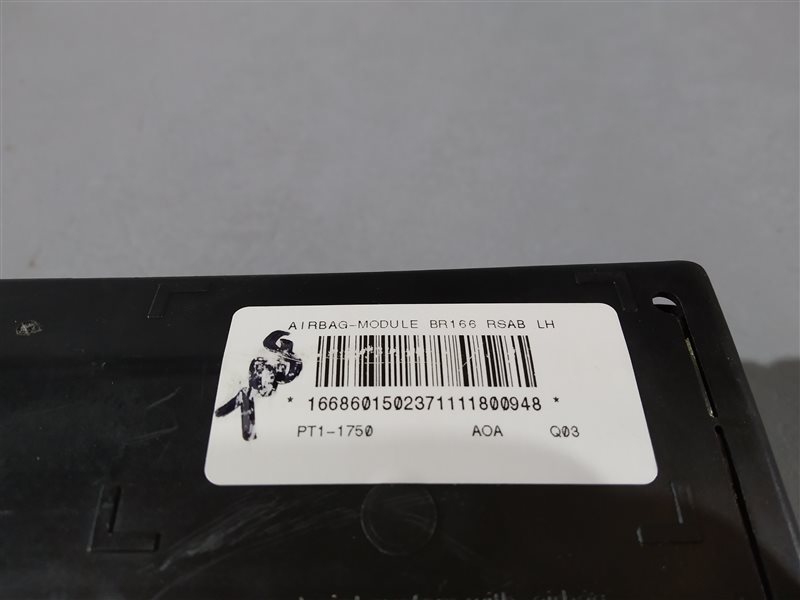 AIRBAG-MODULE BR166 RSAB LH
* 1668601502371111800948 *
PT1-1750 AOA Q03